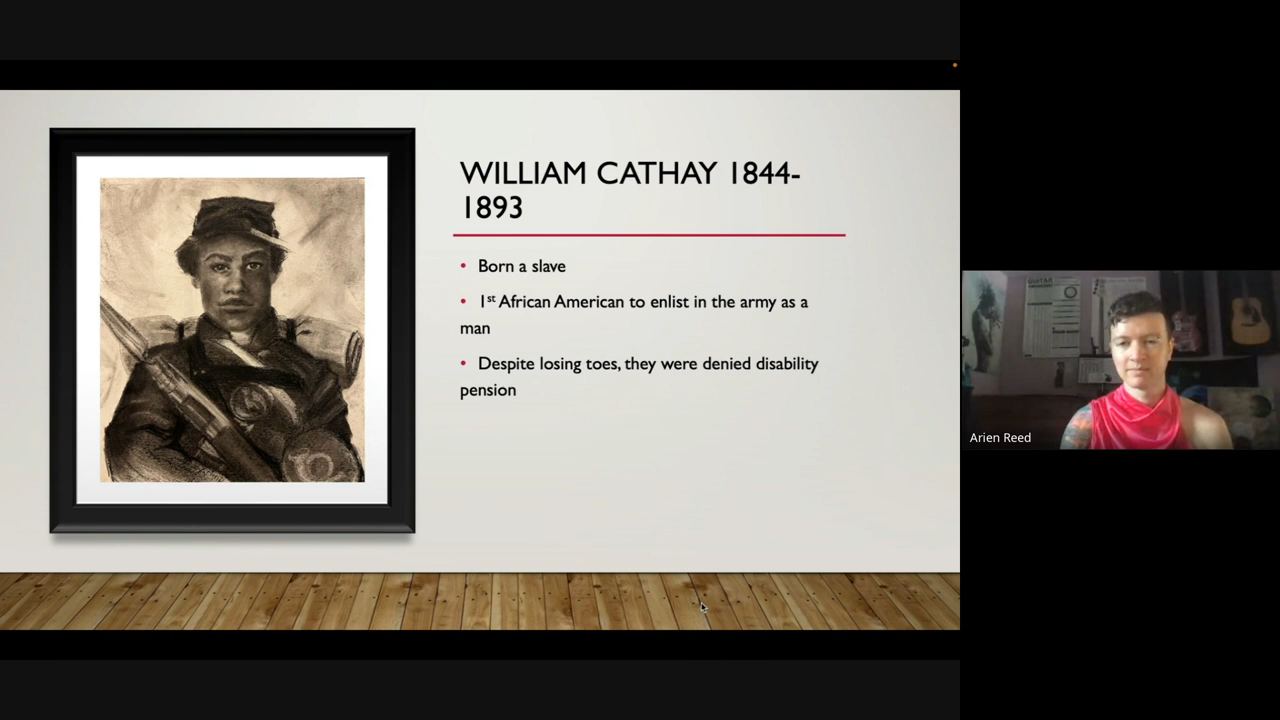 WILLIAM CATHAY 1844-
1893
• Born a slave
• 1st African American to enlist in the army as a
man
• Despite losing toes, they were denied disability
pension
GUITAR
Arien Reed